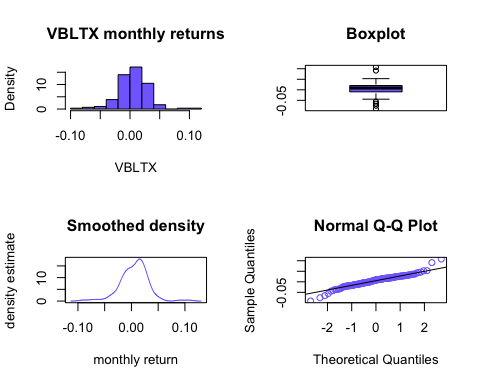 VBLTX monthly returns
Density
0 10
-0.10 0.00 0.10
VBLTX
Boxplot
-0.05
Smoothed density
density estimate
0 10
-0.10 0.00 0.10
monthly return
Normal Q-Q Plot
Sample Quantiles
-0.05
-2 -1 0 1 2
Theoretical Quantiles